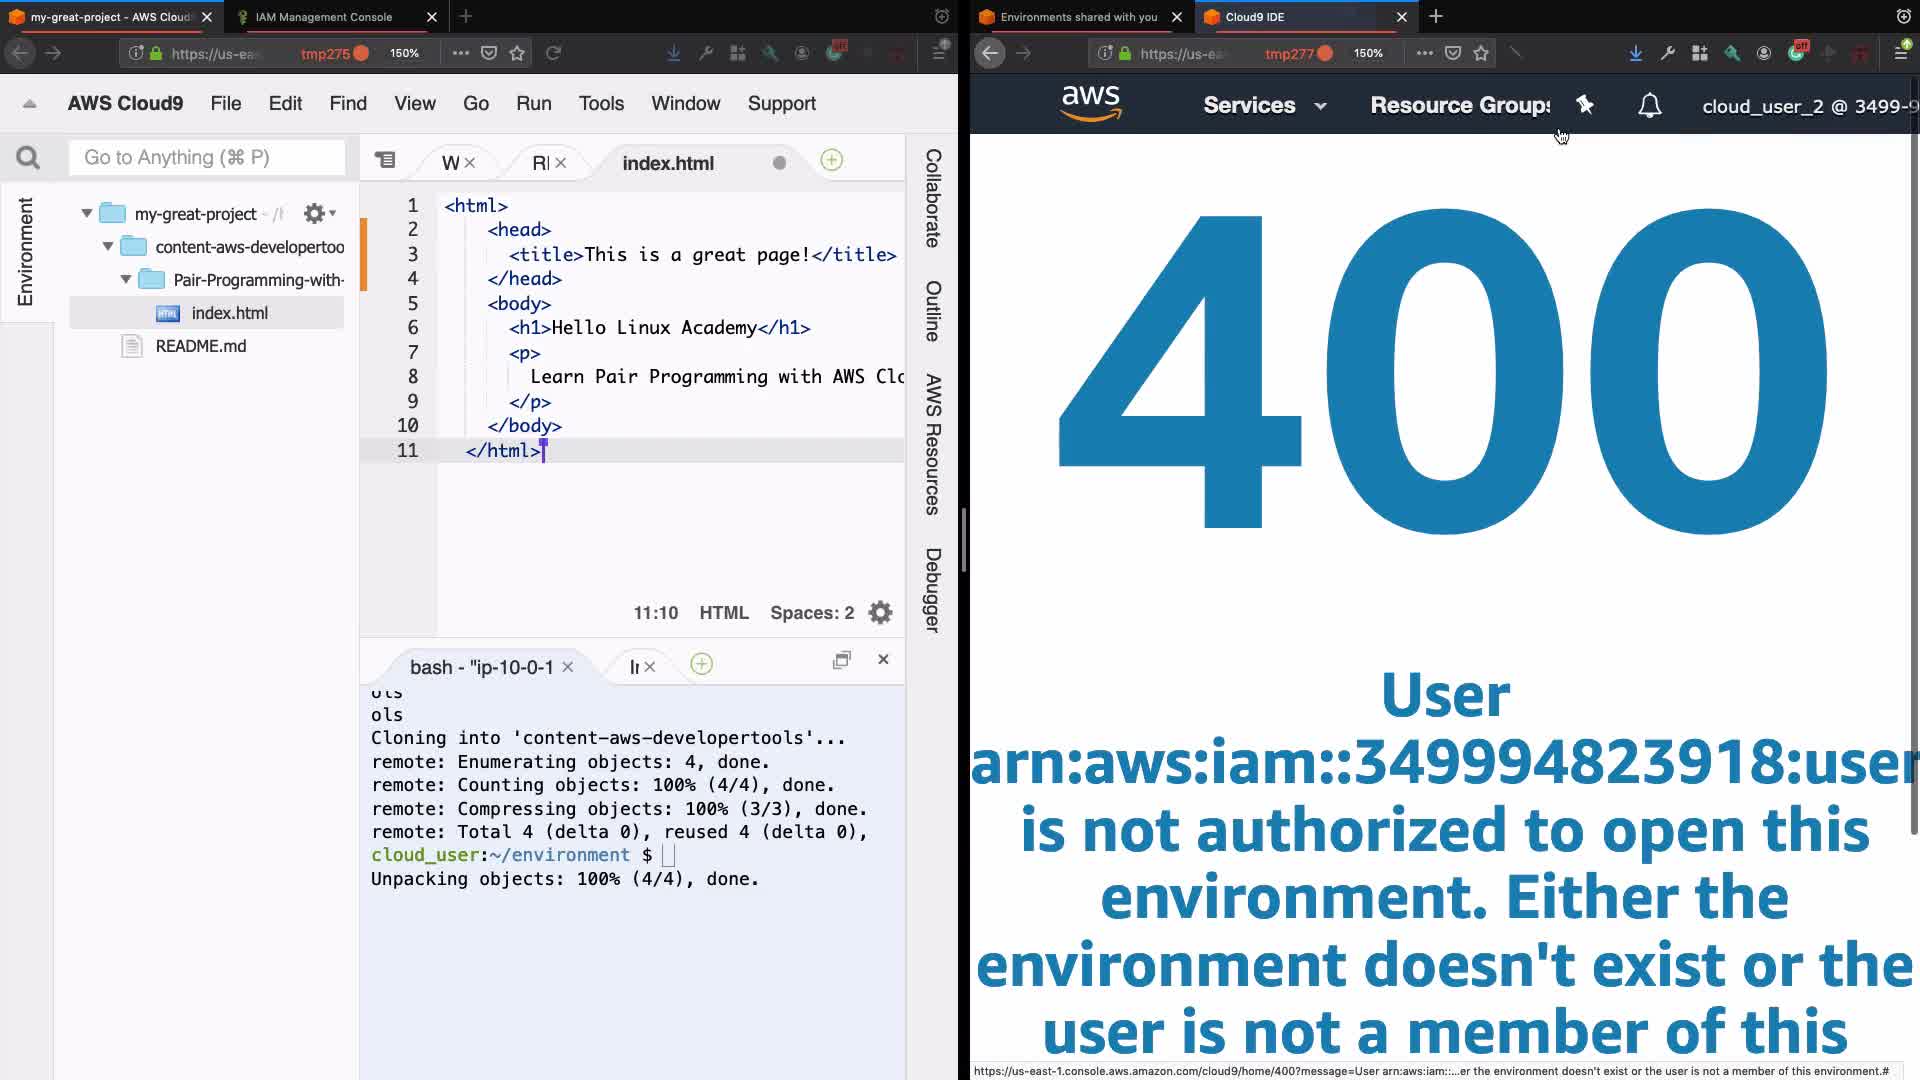 my-great-project - AWS Cloud9
IAM Management Console
https://us-eas
tmp275
150%
off
AWS Cloud9 File Edit Find View Go Run Tools Window Support
Go to Anything (⌘ P)
W
index.html
Environment
my-great-project - /h
content-aws-developertoo
Pair-Programming-with-
index.html
README.md
1 <html>
2 <head>
3 <title>This is a great page!</title>
4 </head>
5 <body>
6 <h1>Hello Linux Academy</h1>
7 <p>
8 Learn Pair Programming with AWS Clo
9 </p>
10 </body>
11 </html>
11:10 HTML Spaces: 2
Collaborate
Outline
AWS Resources
Debugger
bash - "ip-10-0-1
ols
ols
Cloning into 'content-aws-developertools'...
remote: Enumerating objects: 4, done.
remote: Counting objects: 100% (4/4), done.
remote: Compressing objects: 100% (3/3), done.
remote: Total 4 (delta 0), reused 4 (delta 0),
cloud_user:~/environment $
Unpacking objects: 100% (4/4), done.
Environments shared with you
Cloud9 IDE
https://us-ea
tmp277
150%
off
aws Services Resource Groups cloud_user_2 @ 3499-9
400
User
arn:aws:iam::349994823918:user
is not authorized to open this
environment. Either the
environment doesn't exist or the
user is not a member of this
https://us-east-1.console.aws.amazon.com/cloud9/home/400?message=User arn:aws:iam::...er the environment doesn't exist or the user is not a member of this environment.#